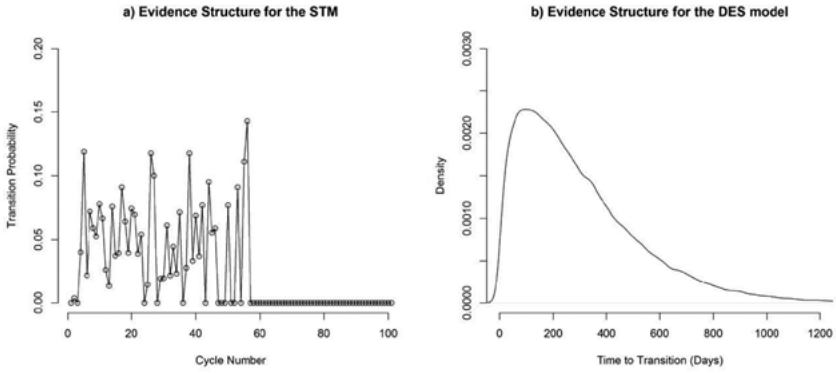 a) Evidence Structure for the STM
Transition Probability
0.20
0.15
0.10
0.05
0.00
0 20 40 60 80 100
Cycle Number
b) Evidence Structure for the DES model
Density
0.0030
0.0020
0.0010
0.0000
0 200 400 600 800 1000 1200
Time to Transition (Days)